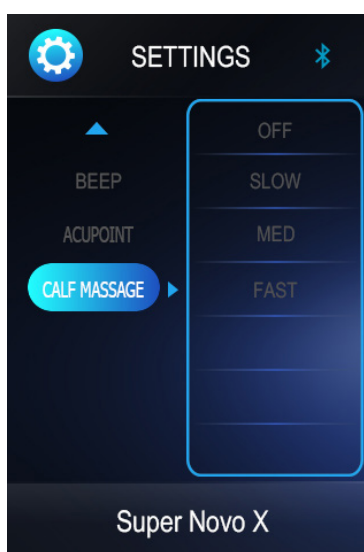 SETTINGS
BEEP
ACUPOINT
CALF MASSAGE
OFF
SLOW
MED
FAST
Super Novo X